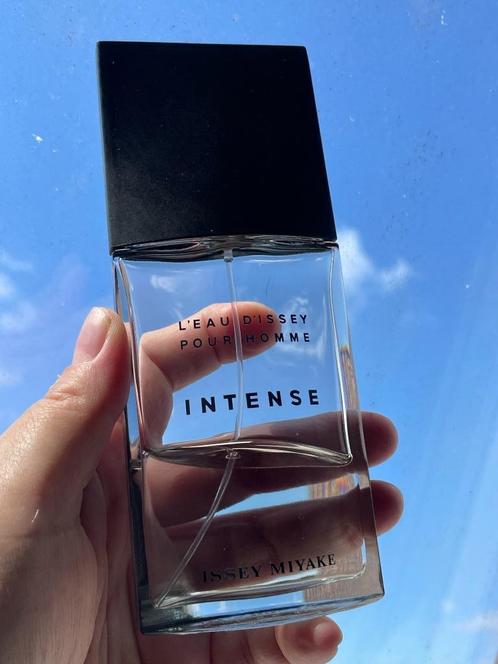 L'EAU D'ISSEY
POUR HOMME
INTENSE
ISSEY MIYAKE